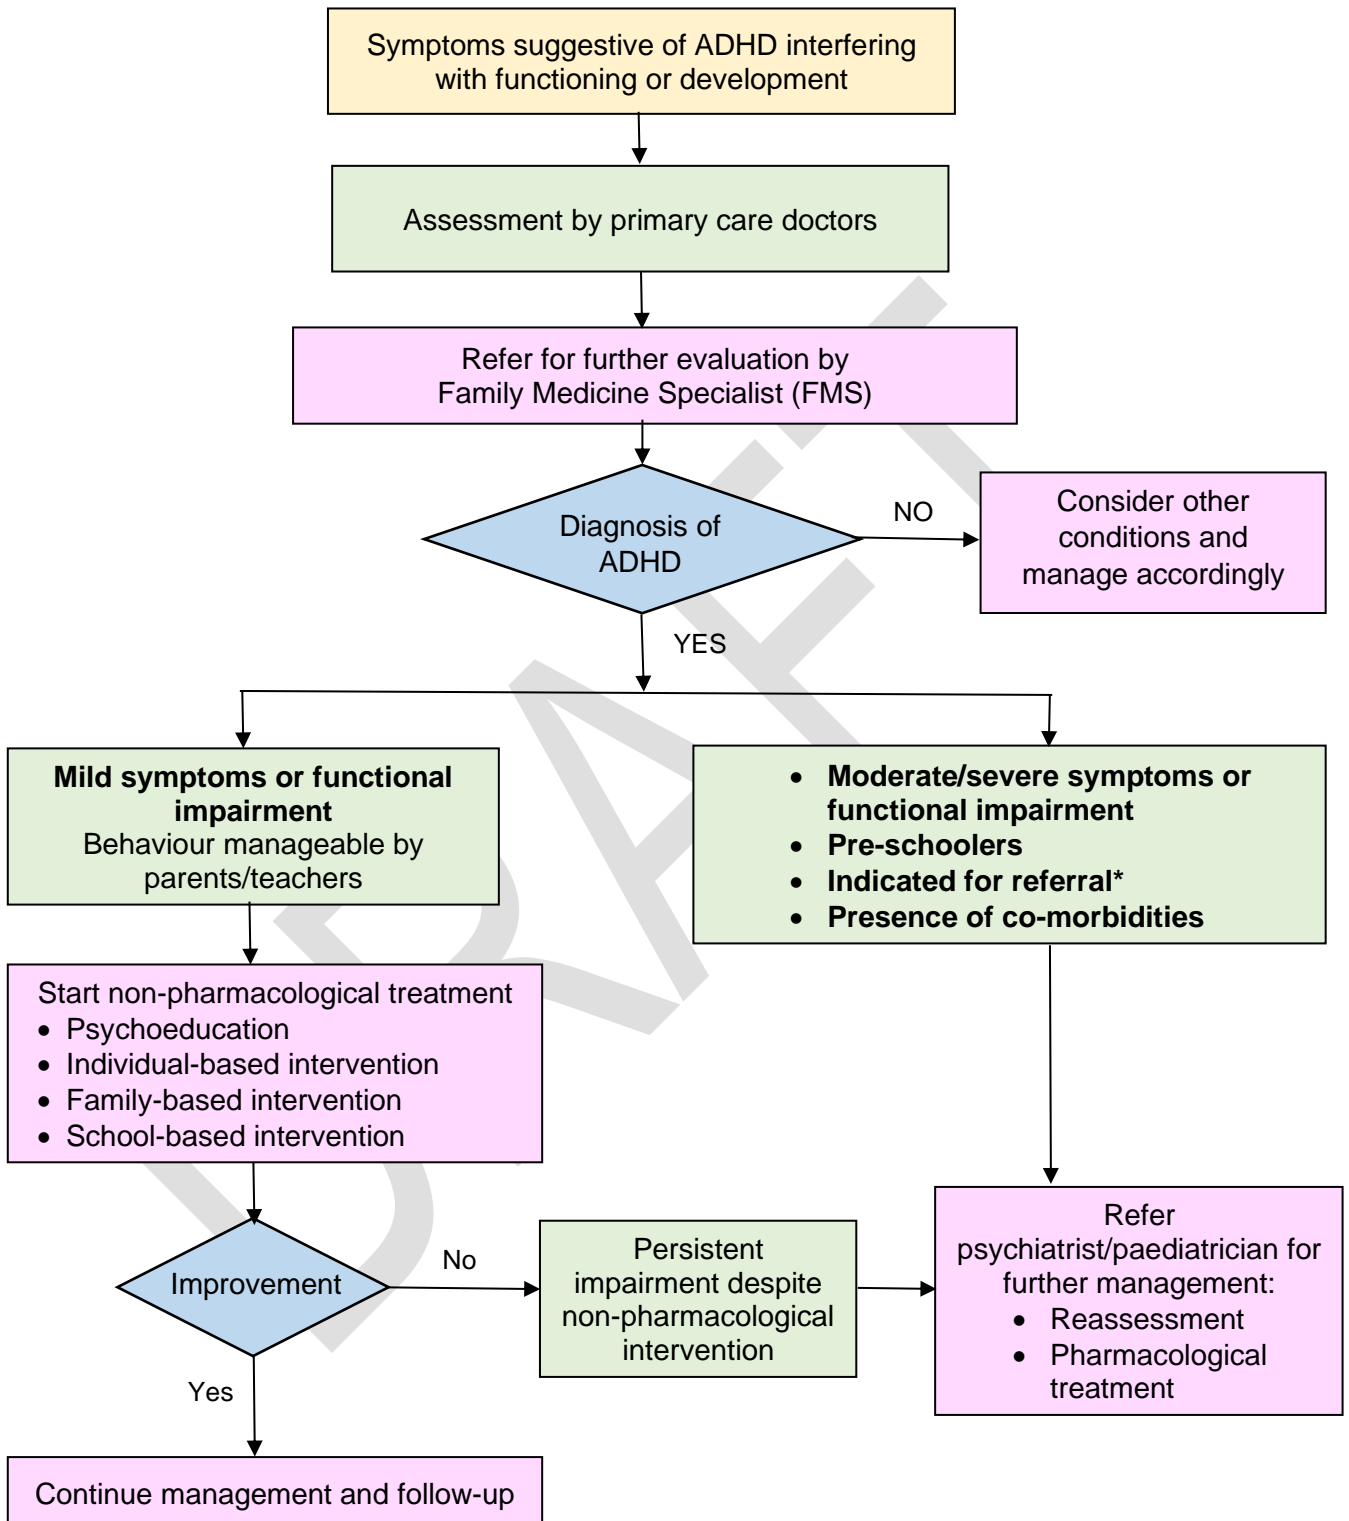 Symptoms suggestive of ADHD interfering
with functioning or development
Assessment by primary care doctors
Refer for further evaluation by
Family Medicine Specialist (FMS)
Diagnosis of
ADHD
NO
Consider other
conditions and
manage accordingly
YES
Mild symptoms or functional
impairment
Behaviour manageable by
parents/teachers
• Moderate/severe symptoms or
functional impairment
• Pre-schoolers
• Indicated for referral*
• Presence of co-morbidities
Start non-pharmacological treatment
• Psychoeducation
• Individual-based intervention
• Family-based intervention
• School-based intervention
Improvement
No
Persistent
impairment despite
non-pharmacological
intervention
Refer
psychiatrist/paediatrician for
further management:
• Reassessment
• Pharmacological
treatment
Yes
Continue management and follow-up
DRAFT